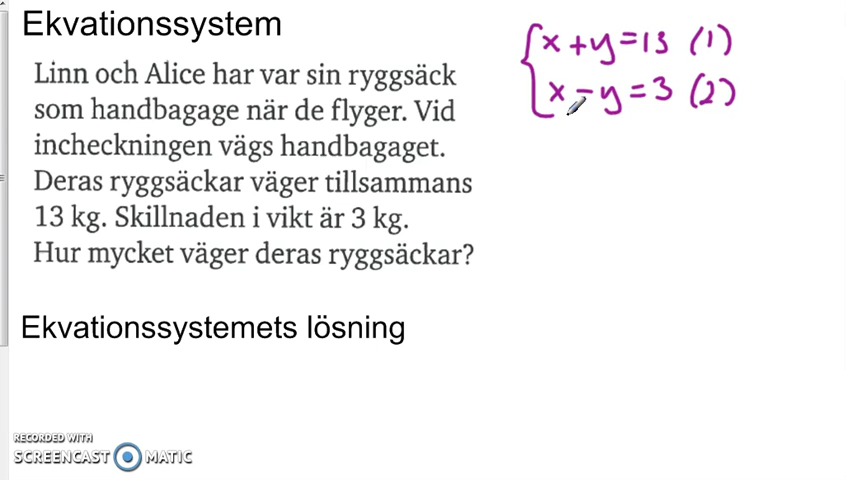 Ekvationssystem
Linn och Alice har var sin ryggsäck
som handbagage när de flyger. Vid
incheckningen vägs handbagaget.
Deras ryggsäckar väger tillsammans
13 kg. Skillnaden i vikt är 3 kg.
Hur mycket väger deras ryggsäckar?
x + y = 13 (1)
x - y = 3 (2)
Ekvationssystemets lösning
RECORDED WITH
SCREENCAST MATIC